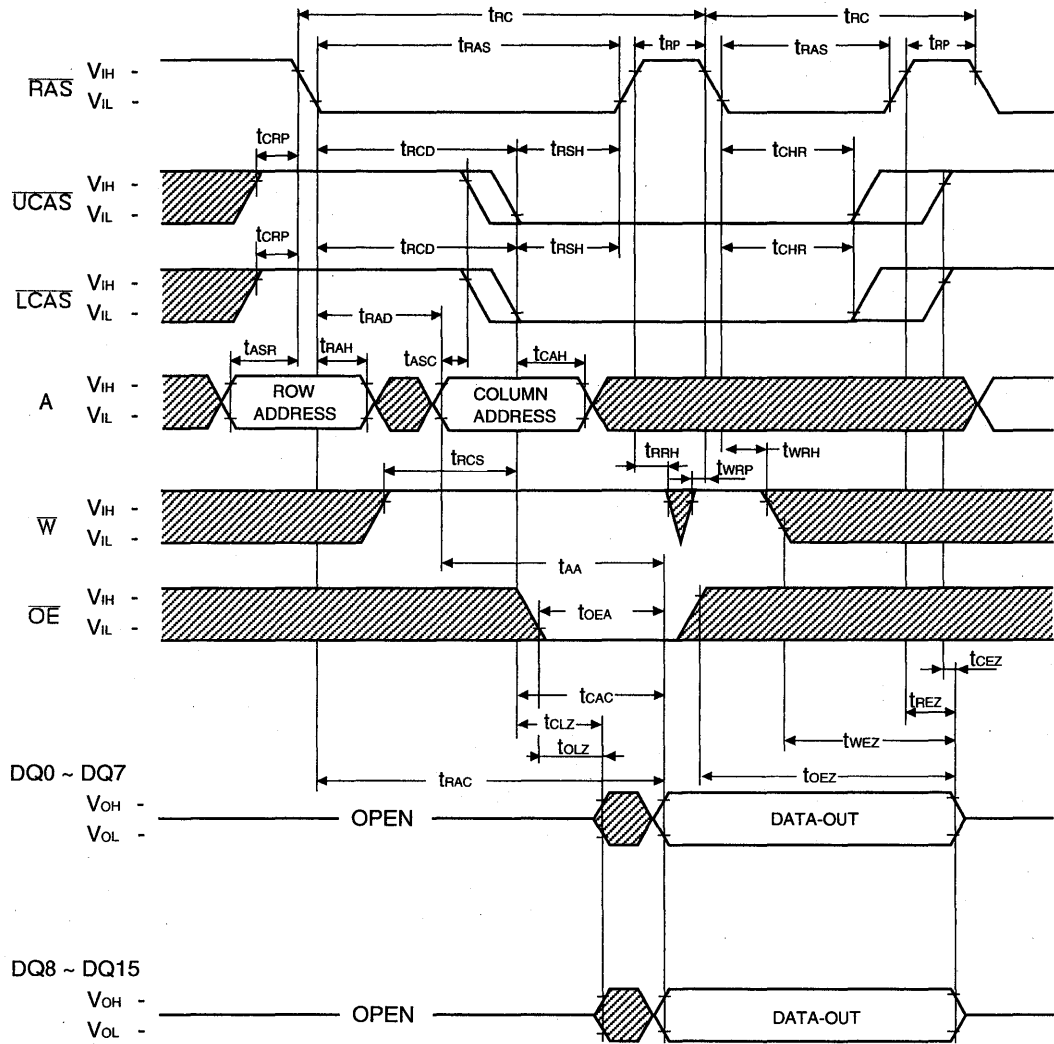 tRC tRC
tRAS tRP tRAS tRP
RAS VIH -
VIL -
tCRP tRCD tRSH tCHR
UCAS VIH -
VIL -
tCRP tRCD tRSH tCHR
LCAS VIH -
VIL -
tRAD
tASR tRAH tASC tCAH
A VIH -
VIL -
ROW
ADDRESS
COLUMN
ADDRESS
tRCS tRRH tWRP tWRH
W VIH -
VIL -
tAA
OE VIH -
VIL -
tOEA
tCEZ
tCAC tREZ
tCLZ tWEZ
tOLZ tOEZ
tRAC
DQ0 ~ DQ7
VOH -
VOL -
OPEN DATA-OUT
DQ8 ~ DQ15
VOH -
VOL -
OPEN DATA-OUT